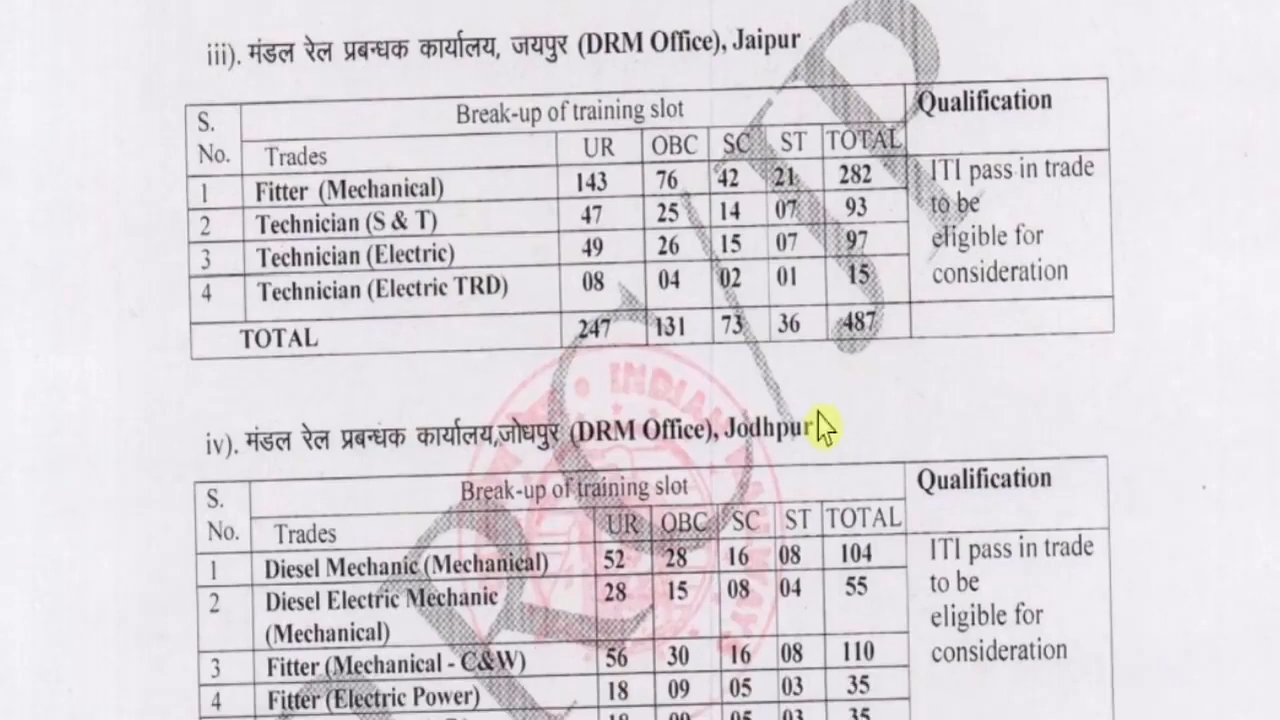 iii). मंडल रेल प्रबन्धक कार्यालय, जयपुर (DRM Office), Jaipur
S. No. Break-up of training slot Qualification
Trades UR OBC SC ST TOTAL
1 Fitter (Mechanical) 143 76 42 21 282 ITI pass in trade
2 Technician (S & T) 47 25 14 07 93 to be
3 Technician (Electric) 49 26 15 07 97 eligible for
4 Technician (Electric TRD) 08 04 02 01 15 consideration
TOTAL 247 131 73 36 487
iv). मंडल रेल प्रबन्धक कार्यालय,जोधपुर (DRM Office), Jodhpur
S. No. Break-up of training slot Qualification
Trades UR OBC SC ST TOTAL
1 Diesel Mechanic (Mechanical) 52 28 16 08 104 ITI pass in trade
2 Diesel Electric Mechanic 28 15 08 04 55 to be
(Mechanical) eligible for
3 Fitter (Mechanical - C&W) 56 30 16 08 110 consideration
4 Fitter (Electric Power) 18 09 05 03 35
18 09 05 03 35
INDIAN RAILWAYS